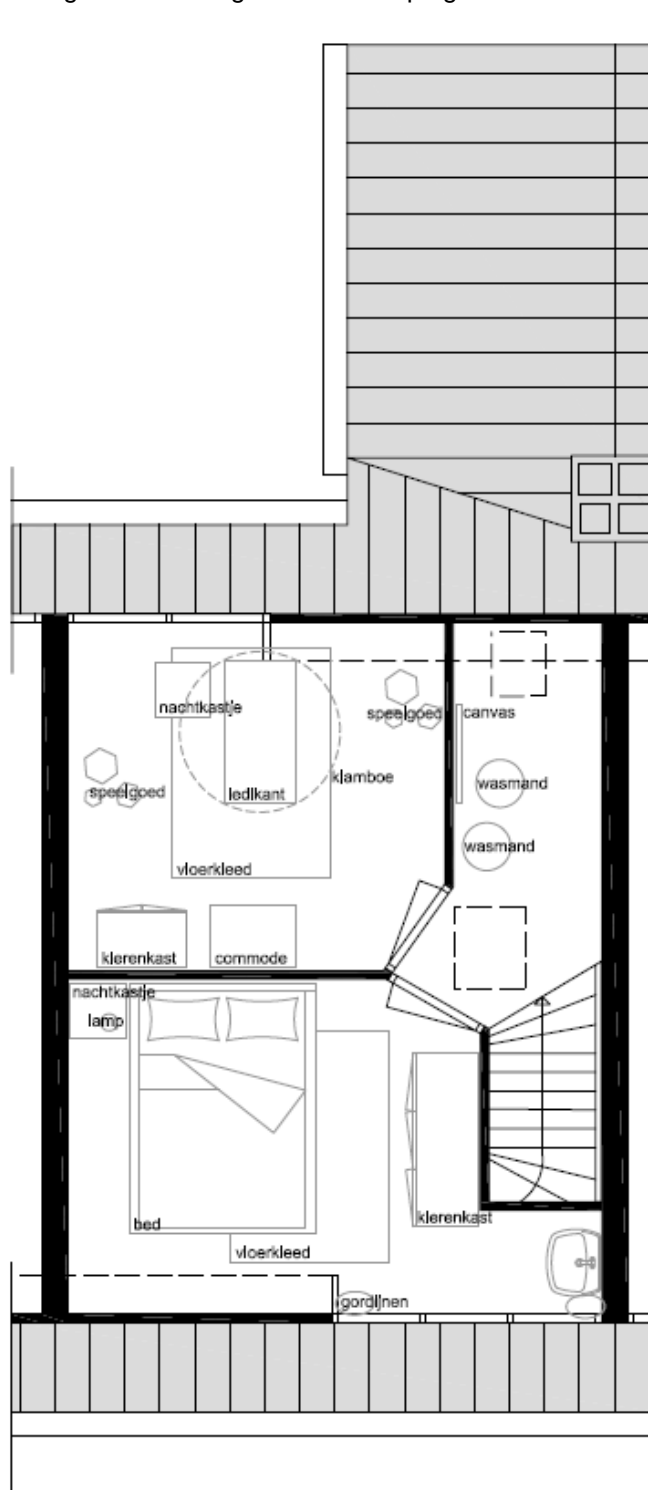 nachtkastje
speelgoed
canvas
klamboe
wasmand
speelgoed
ledikant
wasmand
vloerkleed
klerenkast
commode
nachtkastje
lamp
bed
klerenkast
vloerkleed
gordijnen